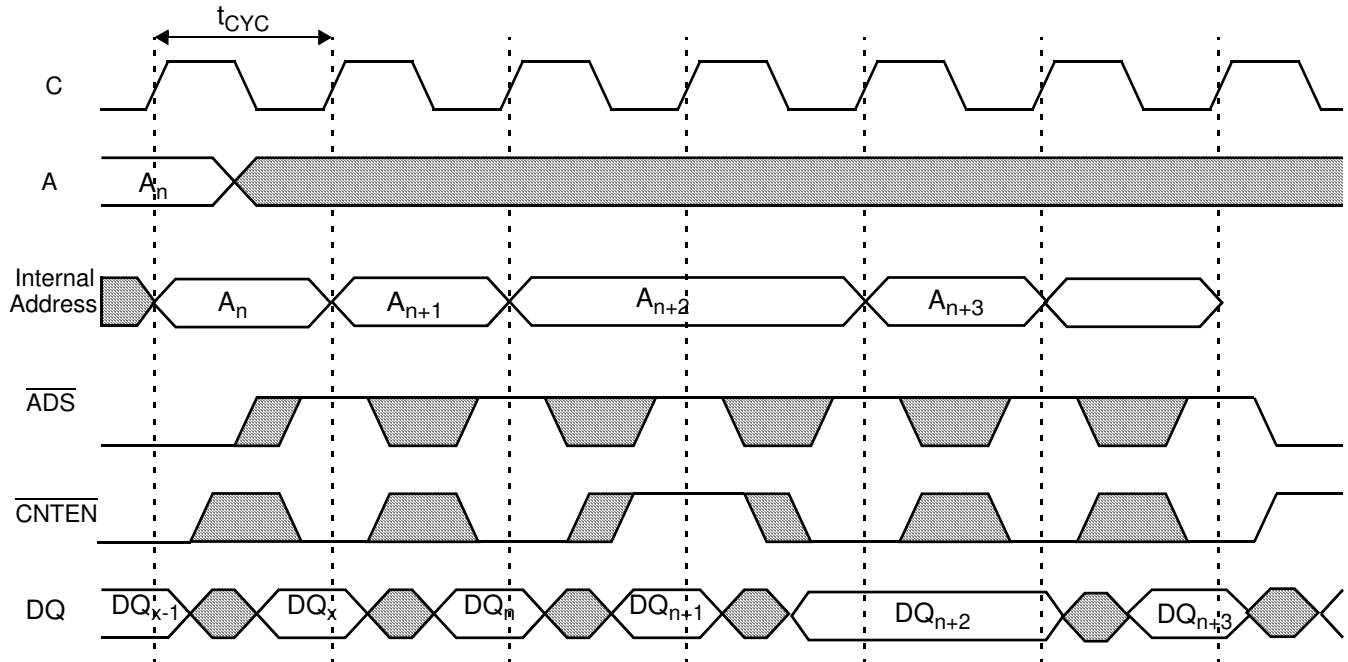 tCYC
C
A
An
Internal
Address
An
An+1
An+2
An+3
ADS
CNTEN
DQ
DQx-1
DQx
DQn
DQn+1
DQn+2
DQn+3